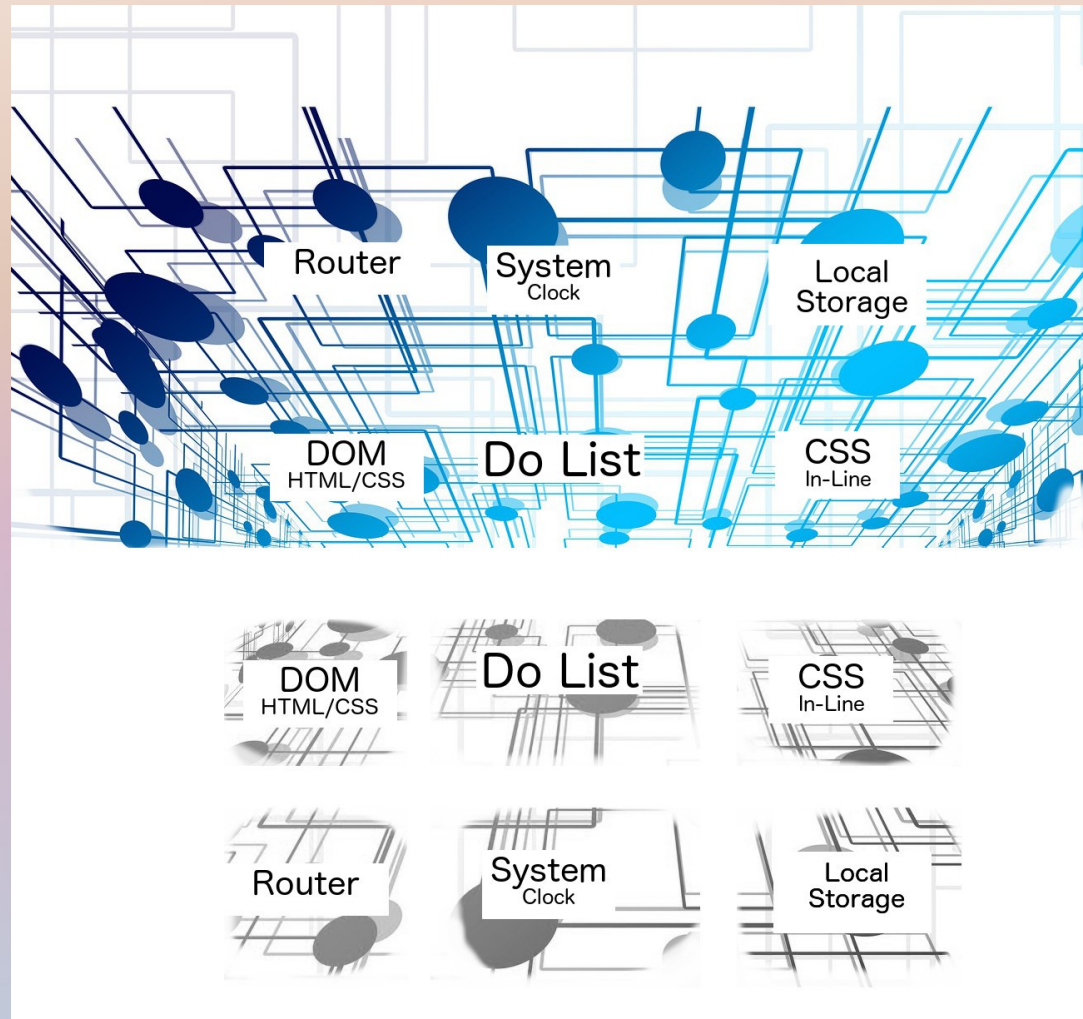 Router
System
Clock
Local
Storage
DOM
HTML/CSS
Do List
CSS
In-Line
DOM
HTML/CSS
Do List
CSS
In-Line
Router
System
Clock
Local
Storage